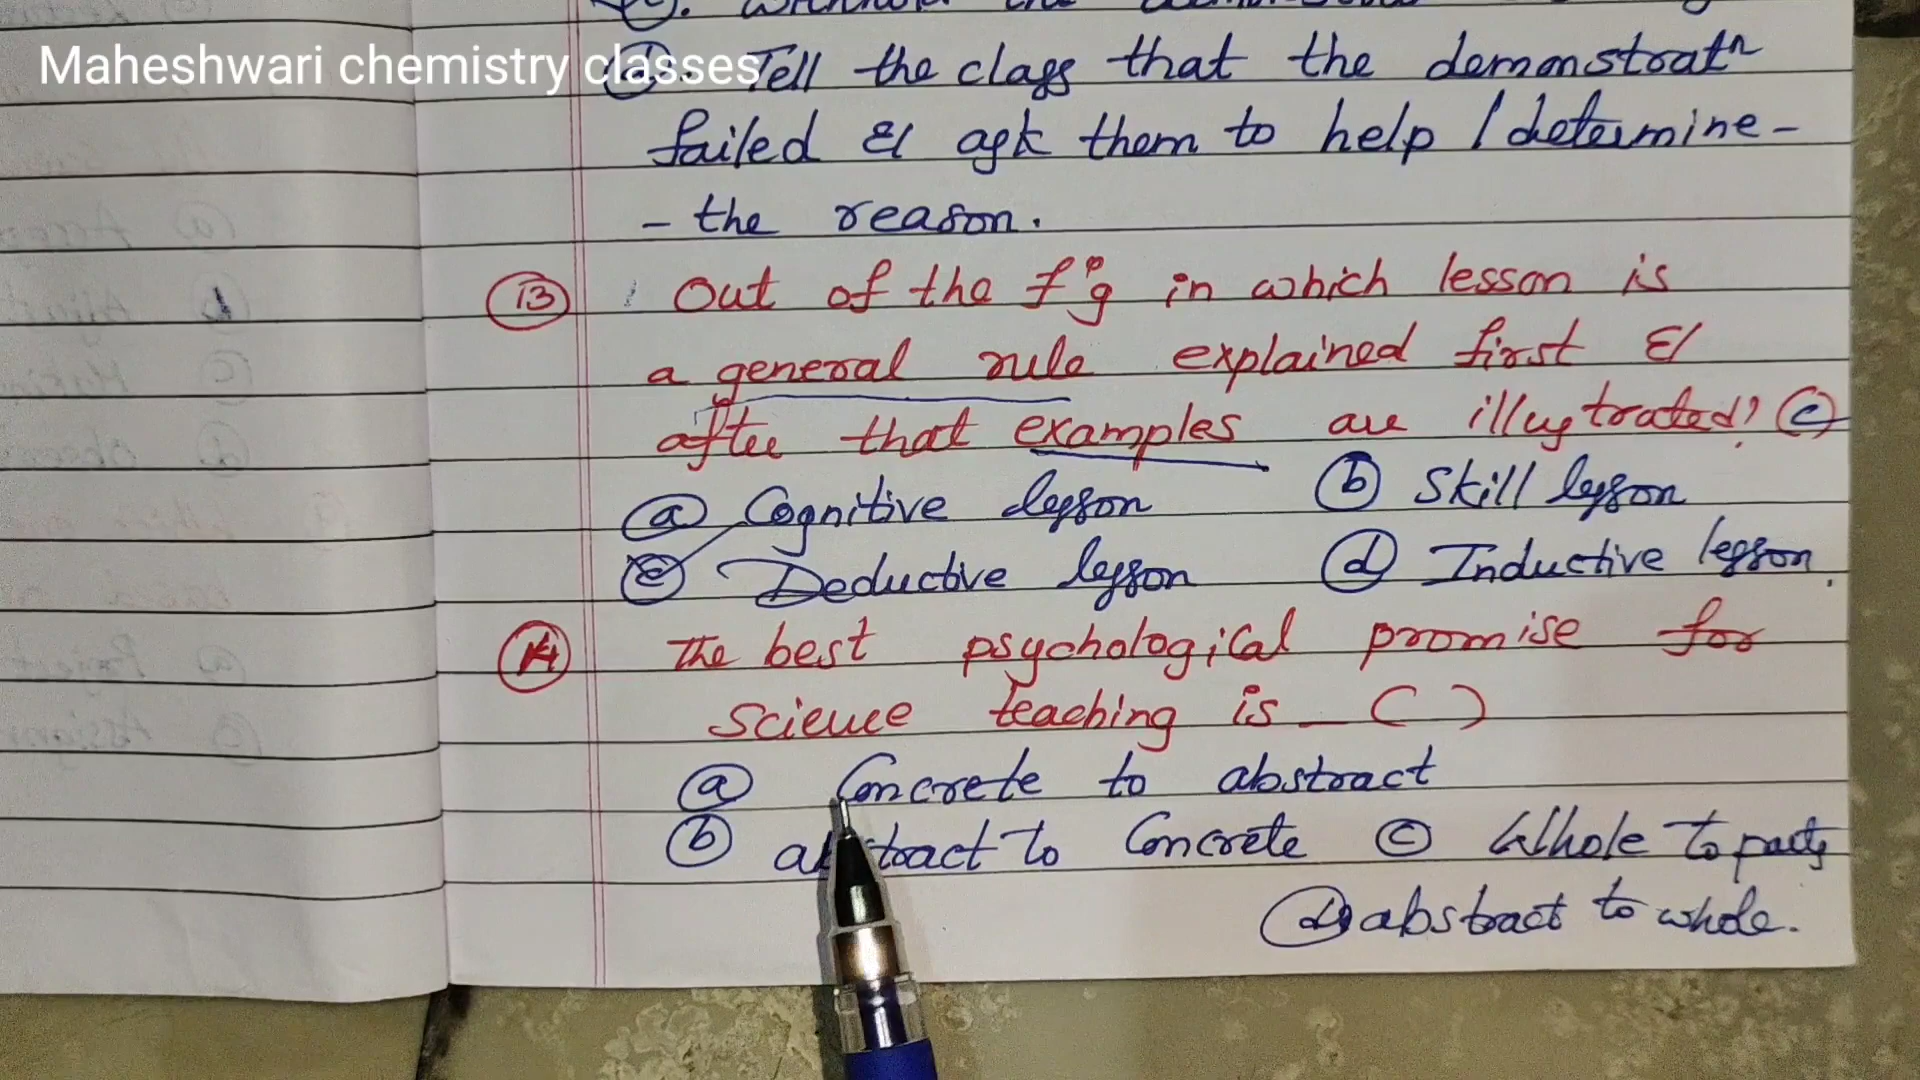 Maheshwari chemistry classes
(d). Tell the class that the demonstratn
failed & ask them to help / determine -
- the reason.
(13) Out of the f'g in which lesson is
a general rule explained first &
after that examples are illustrated? (c)
(a) Cognitive lesson (b) Skill lesson
(c) Deductive lesson (d) Inductive lesson.
(14) The best psychological promise for
science teaching is _ ( )
(a) Concrete to abstract
(b) abstract to Concrete (c) Whole to parts
(d) abstract to whole.